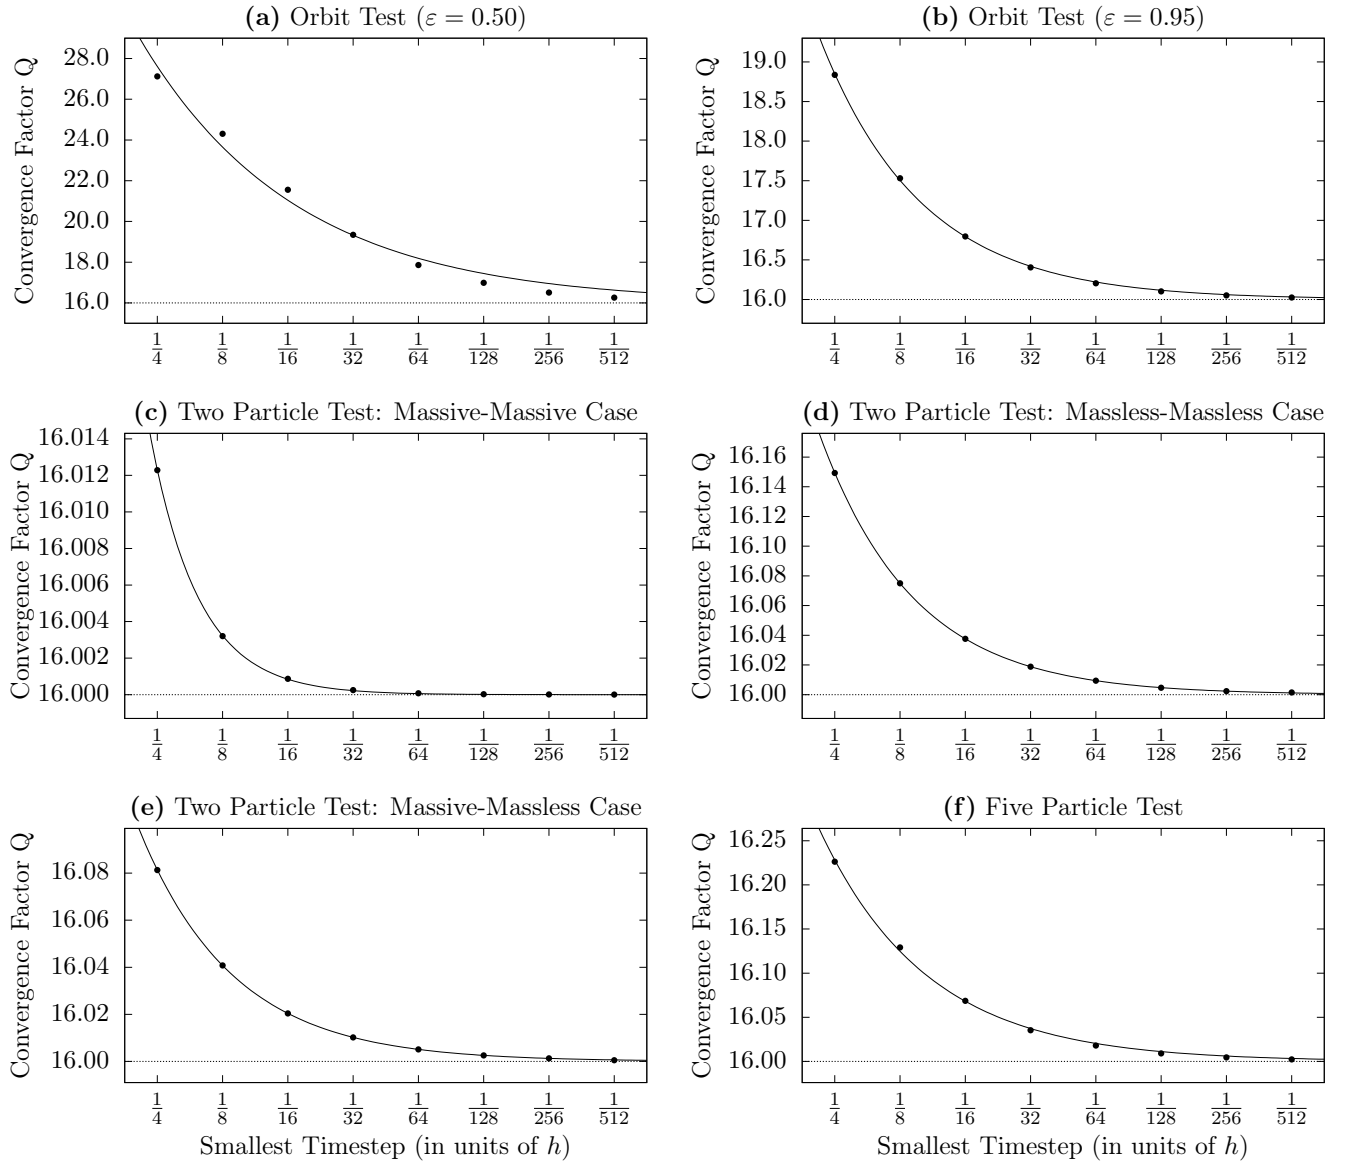 (a) Orbit Test (ε = 0.50)
Convergence Factor Q
28.0
26.0
24.0
22.0
20.0
18.0
16.0
1/4 1/8 1/16 1/32 1/64 1/128 1/256 1/512
(b) Orbit Test (ε = 0.95)
Convergence Factor Q
19.0
18.5
18.0
17.5
17.0
16.5
16.0
1/4 1/8 1/16 1/32 1/64 1/128 1/256 1/512
(c) Two Particle Test: Massive-Massive Case
Convergence Factor Q
16.014
16.012
16.010
16.008
16.006
16.004
16.002
16.000
1/4 1/8 1/16 1/32 1/64 1/128 1/256 1/512
(d) Two Particle Test: Massless-Massless Case
Convergence Factor Q
16.16
16.14
16.12
16.10
16.08
16.06
16.04
16.02
16.00
1/4 1/8 1/16 1/32 1/64 1/128 1/256 1/512
(e) Two Particle Test: Massive-Massless Case
Convergence Factor Q
16.08
16.06
16.04
16.02
16.00
1/4 1/8 1/16 1/32 1/64 1/128 1/256 1/512
Smallest Timestep (in units of h)
(f) Five Particle Test
Convergence Factor Q
16.25
16.20
16.15
16.10
16.05
16.00
1/4 1/8 1/16 1/32 1/64 1/128 1/256 1/512
Smallest Timestep (in units of h)